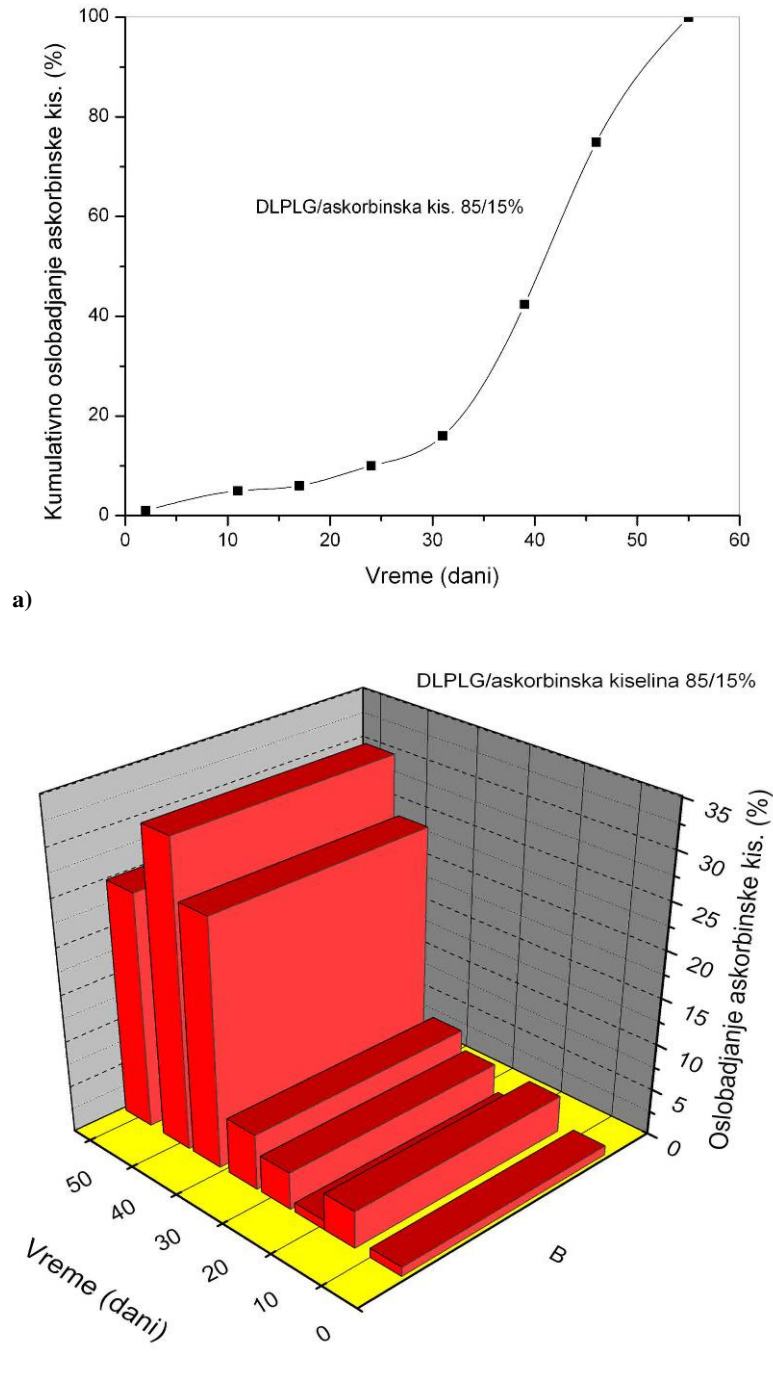 Kumulativno oslobadjanje askorbinske kis. (%)
100
80
60
40
20
0
DLPLG/askorbinska kis. 85/15%
0 10 20 30 40 50 60
Vreme (dani)
a)
DLPLG/askorbinska kiselina 85/15%
35
30
25
20
15
10
5
0
Oslobadjanje askorbinske kis. (%)
50
40
30
20
10
0
Vreme (dani)
B